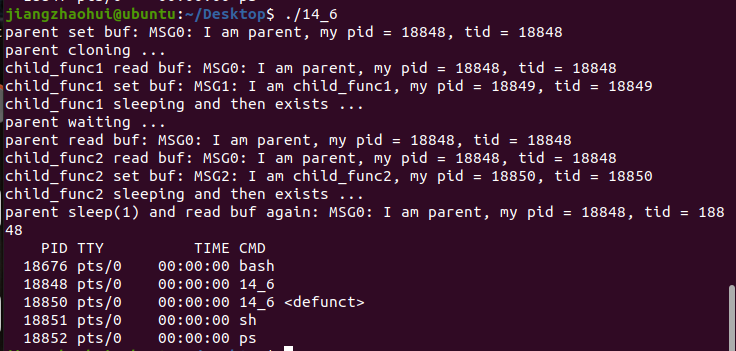 jiangzhaohui@ubuntu:~/Desktop$ ./14_6
parent set buf: MSG0: I am parent, my pid = 18848, tid = 18848
parent cloning ...
child_func1 read buf: MSG0: I am parent, my pid = 18848, tid = 18848
child_func1 set buf: MSG1: I am child_func1, my pid = 18849, tid = 18849
child_func1 sleeping and then exists ...
parent waiting ...
parent read buf: MSG0: I am parent, my pid = 18848, tid = 18848
child_func2 read buf: MSG0: I am parent, my pid = 18848, tid = 18848
child_func2 set buf: MSG2: I am child_func2, my pid = 18850, tid = 18850
child_func2 sleeping and then exists ...
parent sleep(1) and read buf again: MSG0: I am parent, my pid = 18848, tid = 188
48
PID TTY TIME CMD
18676 pts/0 00:00:00 bash
18848 pts/0 00:00:00 14_6
18850 pts/0 00:00:00 14_6 <defunct>
18851 pts/0 00:00:00 sh
18852 pts/0 00:00:00 ps